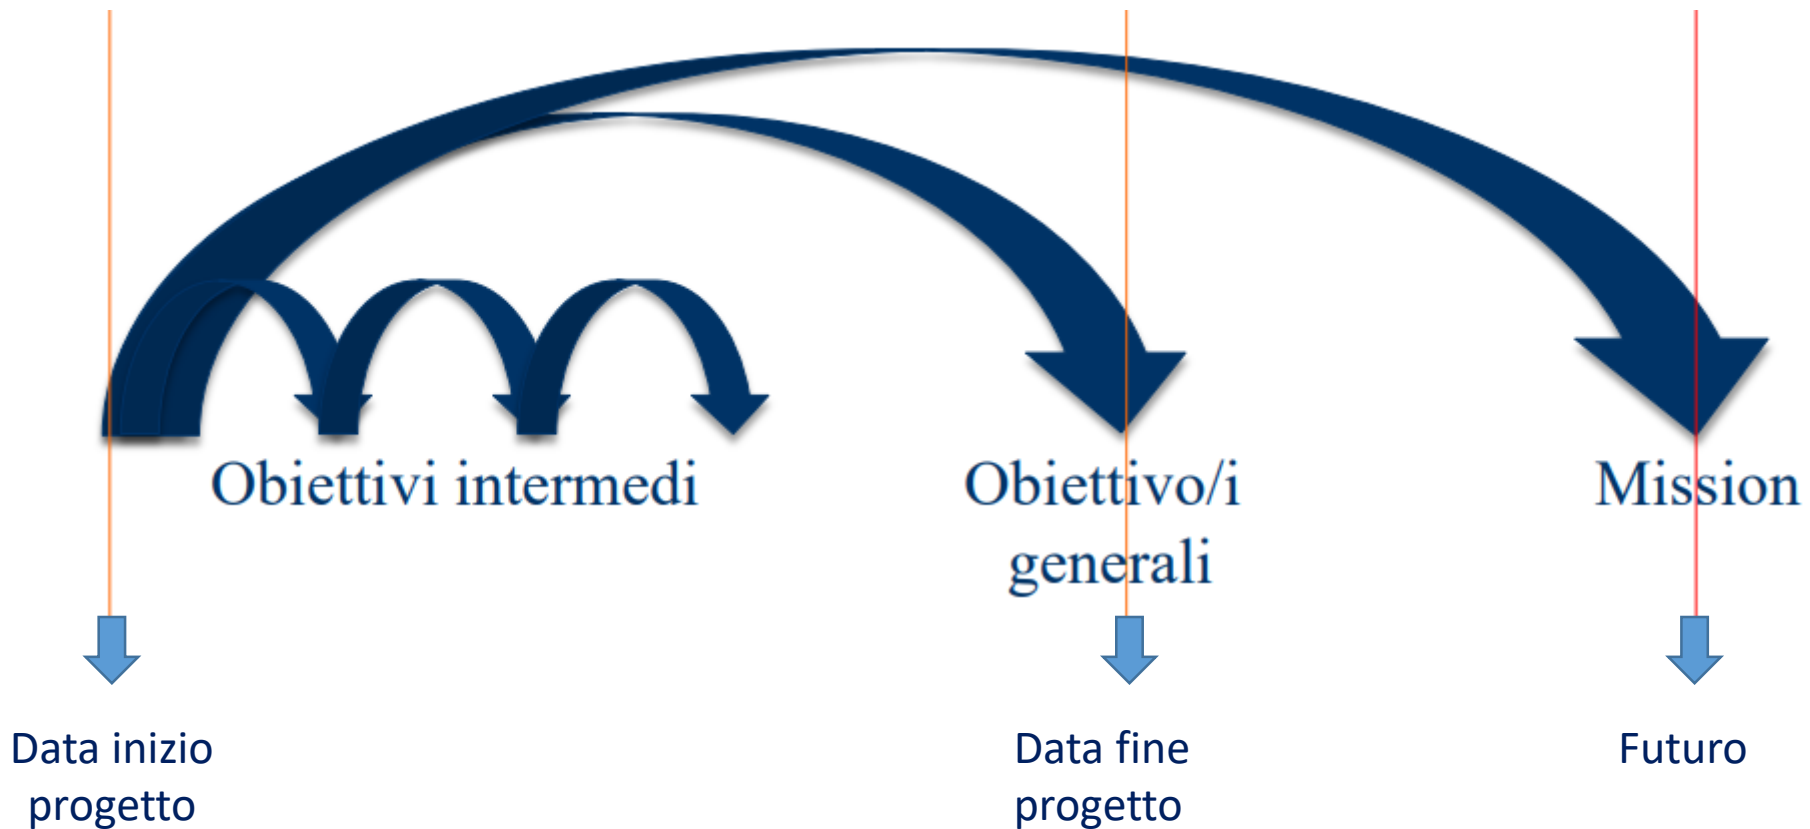 Obiettivi intermedi
Obiettivo/i
generali
Mission
Data inizio
progetto
Data fine
progetto
Futuro